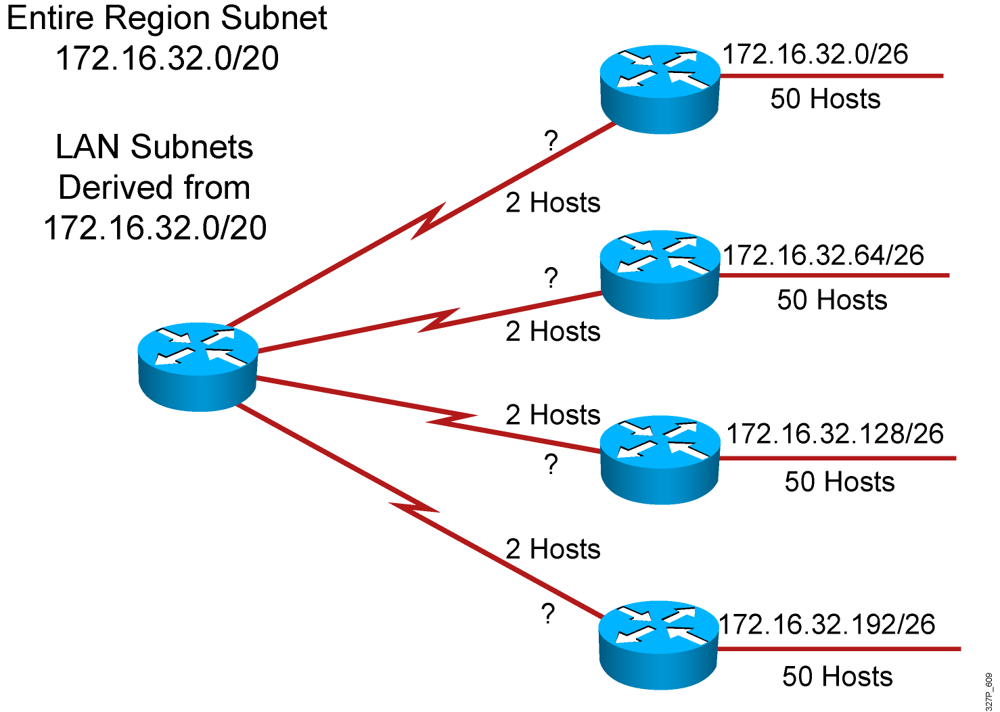 Entire Region Subnet
172.16.32.0/20
LAN Subnets
Derived from
172.16.32.0/20
172.16.32.0/26
50 Hosts
?
2 Hosts
172.16.32.64/26
50 Hosts
?
2 Hosts
2 Hosts
?
172.16.32.128/26
50 Hosts
2 Hosts
?
172.16.32.192/26
50 Hosts
327P_609